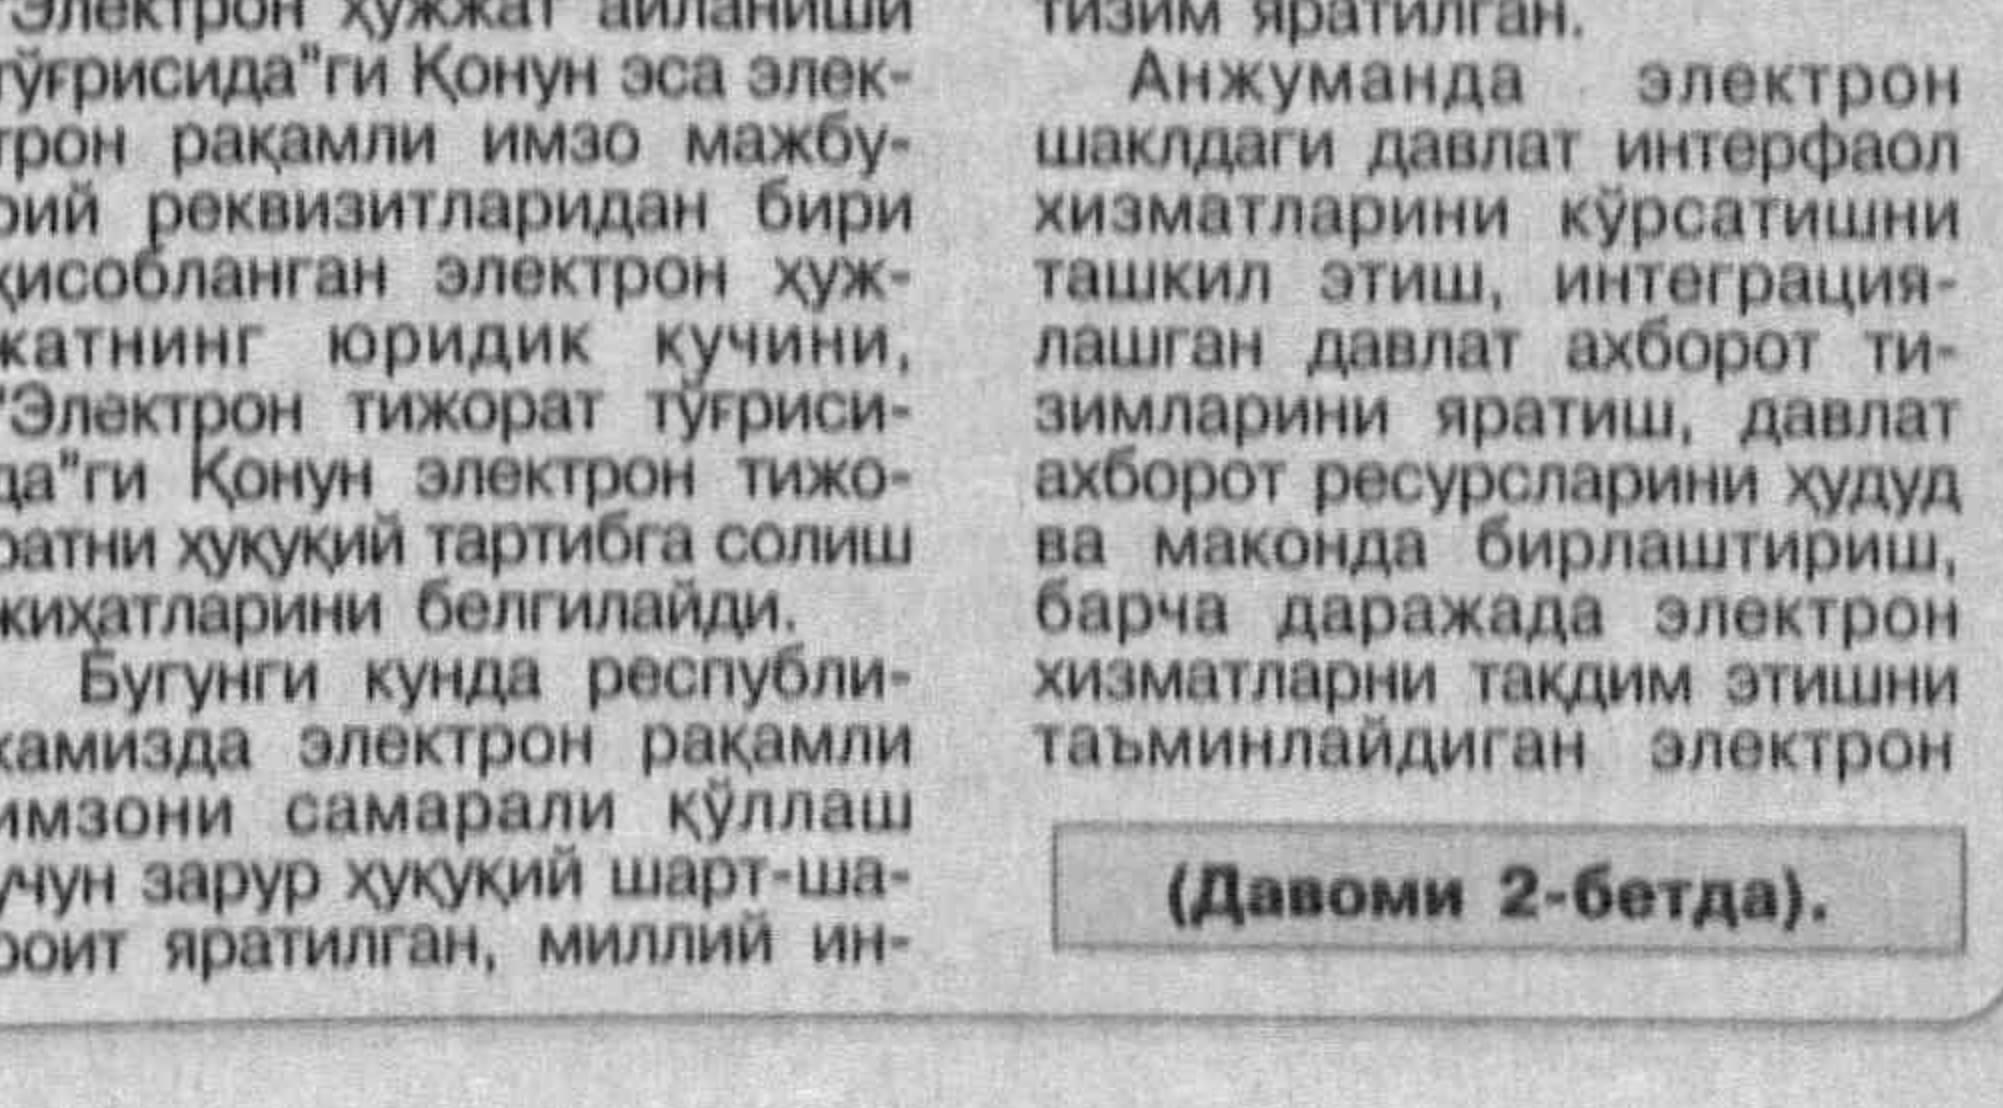 "Электрон ҳужжат айланиши
тўғрисида"ги Қонун эса элек-
трон рақамли имзо мажбу-
рий реквизитларидан бири
ҳисобланган электрон ҳуж-
жатнинг юридик кучини,
"Электрон тижорат тўғриси-
да"ги Қонун электрон тижо-
ратни ҳуқуқий тартибга солиш
жиҳатларини белгилайди.
Бугунги кунда республи-
камизда электрон рақамли
имзони самарали қўллаш
учун зарур ҳуқуқий шарт-ша-
роит яратилган, миллий ин-
тизим яратилган.
Анжуманда электрон
шаклдаги давлат интерфаол
хизматларини кўрсатишни
ташкил этиш, интеграция-
лашган давлат ахборот ти-
зимларини яратиш, давлат
ахборот ресурсларини ҳудуд
ва маконда бирлаштириш,
барча даражада электрон
хизматларни тақдим этишни
таъминлайдиган электрон
(Давоми 2-бетда).